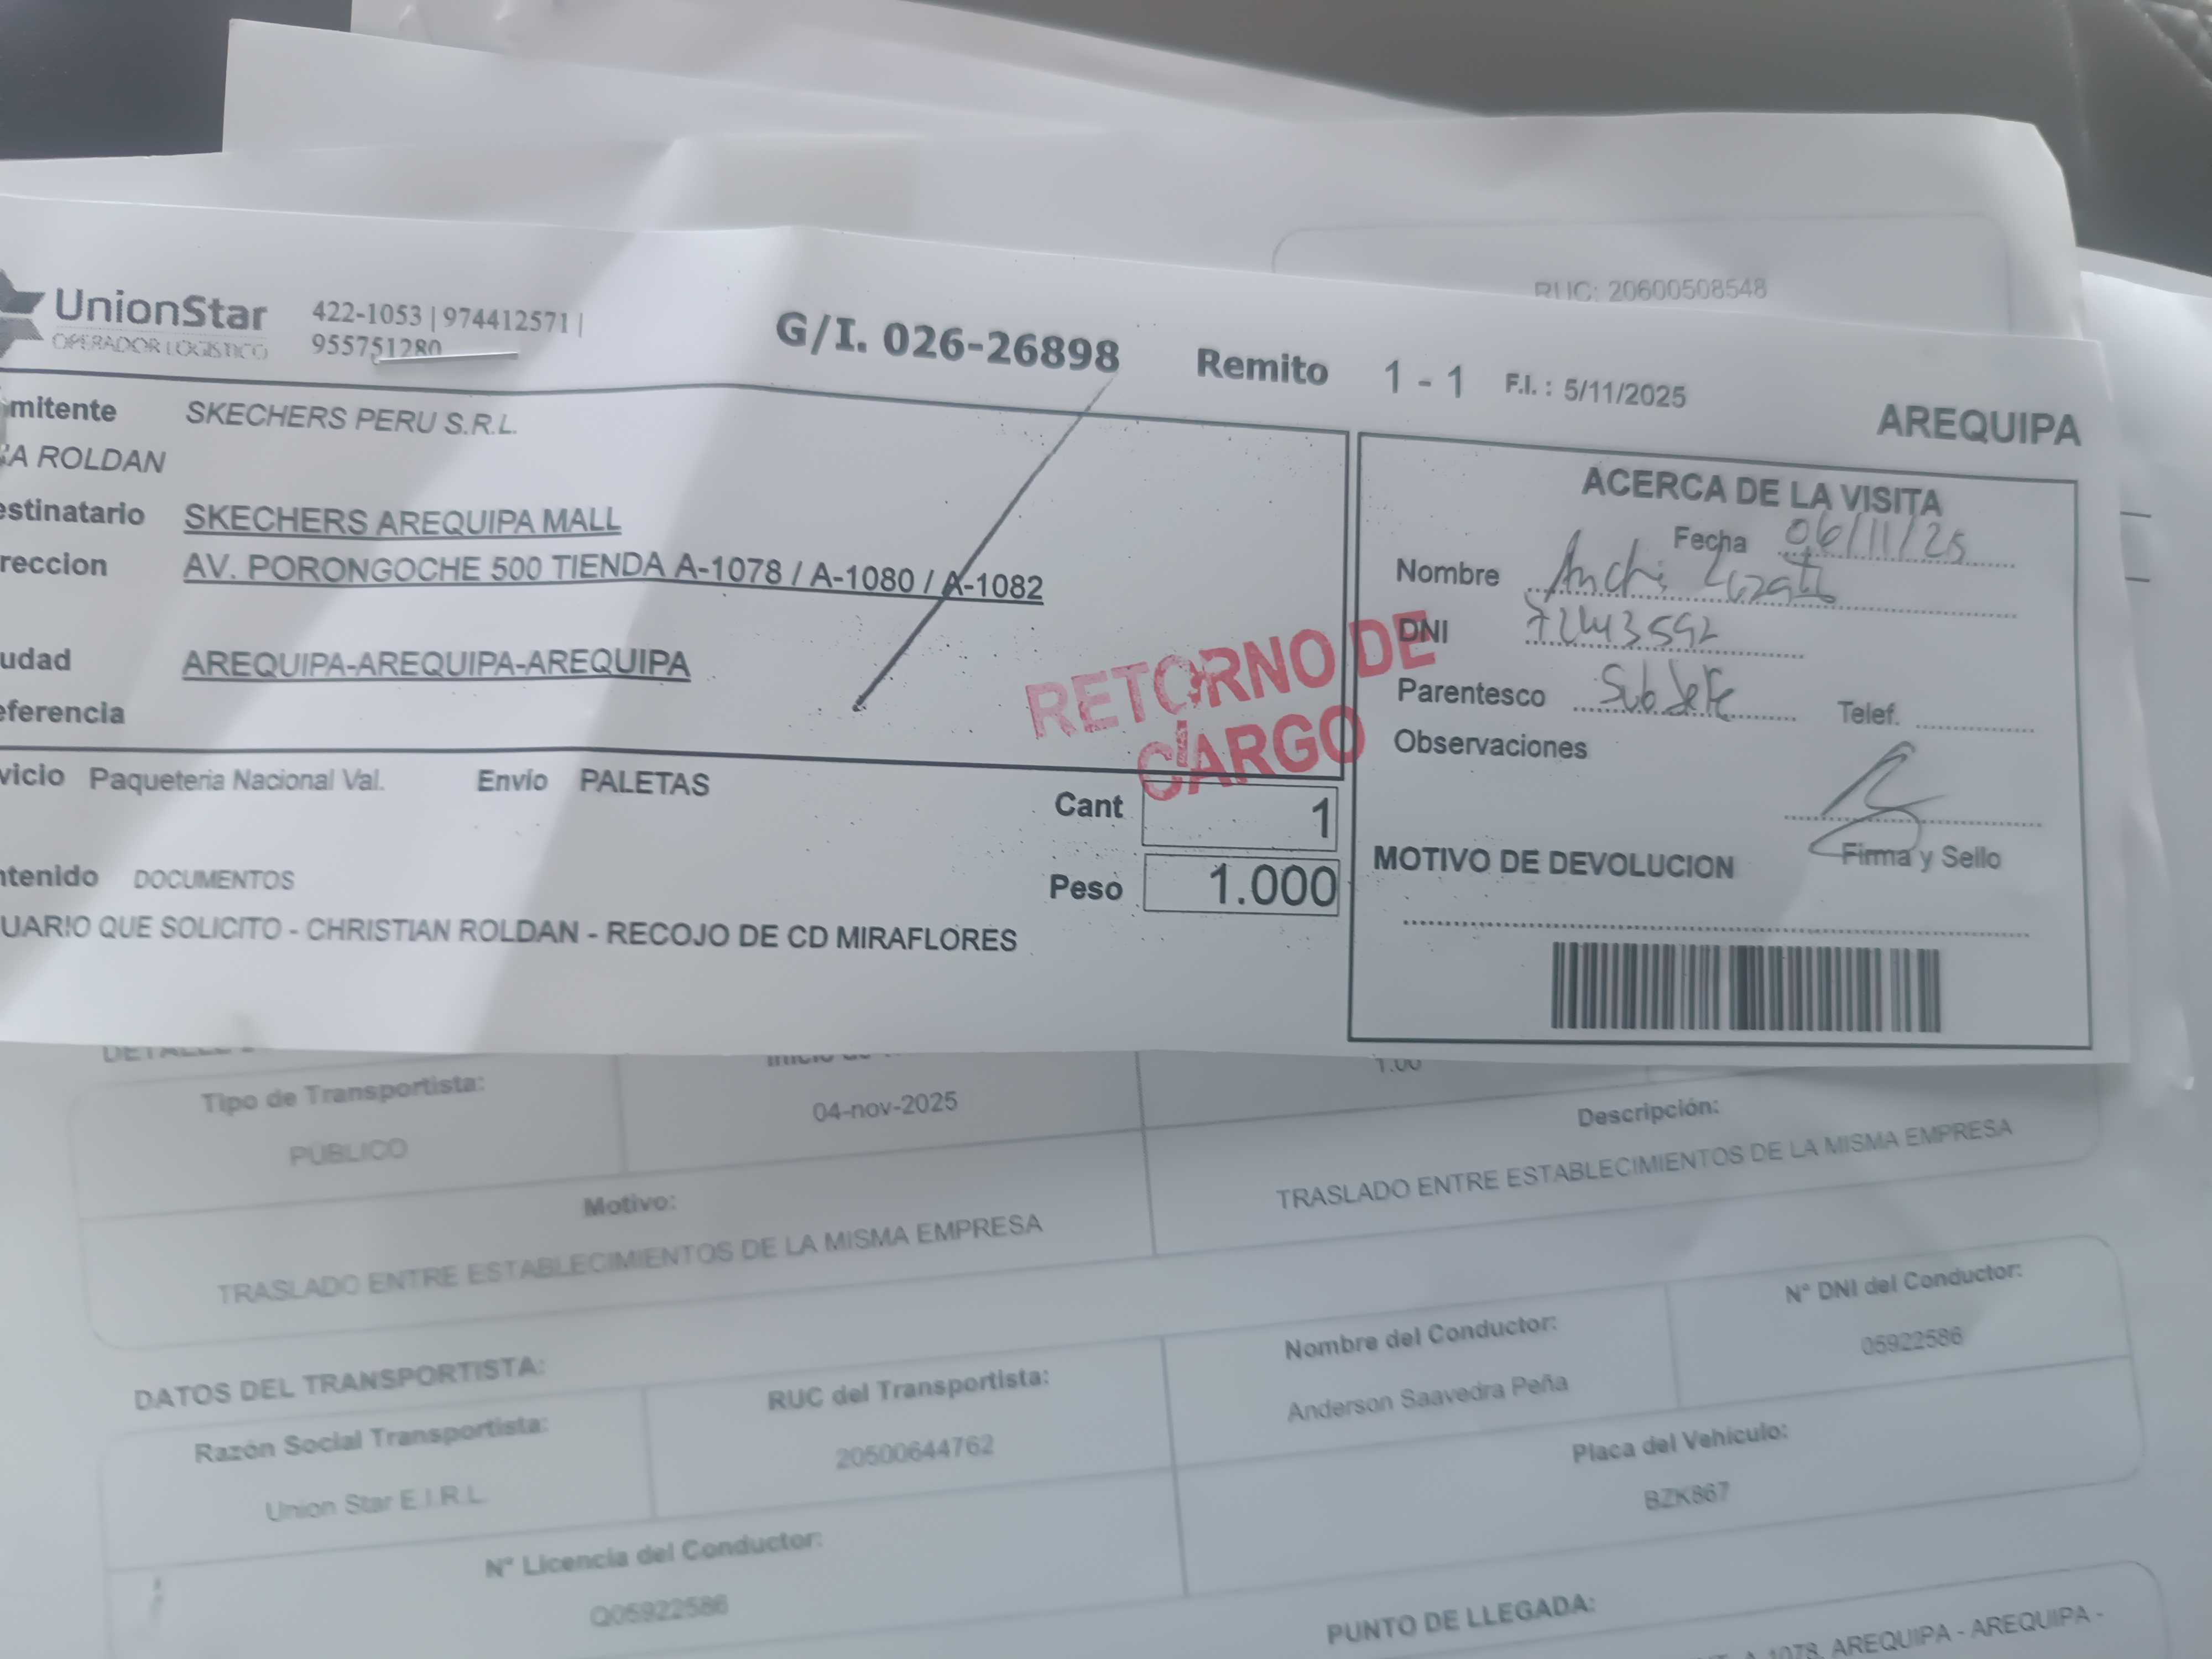 RUC: 20600508548
UnionStar
OPERADOR LOGISTICO
422-1053 | 974412571 |
955751280
G/I. 026-26898
Remito 1 - 1 F.I. : 5/11/2025
AREQUIPA
mitente SKECHERS PERU S.R.L.
A ROLDAN
estinatario SKECHERS AREQUIPA MALL
reccion AV. PORONGOCHE 500 TIENDA A-1078 / A-1080 / A-1082
udad AREQUIPA-AREQUIPA-AREQUIPA
eferencia
RETORNO DE
CARGO
vicio Paqueteria Nacional Val. Envio PALETAS
Cant 1
ntenido DOCUMENTOS
Peso 1.000
UARIO QUE SOLICITO - CHRISTIAN ROLDAN - RECOJO DE CD MIRAFLORES
ACERCA DE LA VISITA
Fecha 06/11/25
Nombre
DNI
Parentesco Sub Jefe Telef.
Observaciones
Firma y Sello
MOTIVO DE DEVOLUCION
Tipo de Transportista:
PÚBLICO
04-nov-2025
1.00
Motivo:
TRASLADO ENTRE ESTABLECIMIENTOS DE LA MISMA EMPRESA
Descripción:
TRASLADO ENTRE ESTABLECIMIENTOS DE LA MISMA EMPRESA
DATOS DEL TRANSPORTISTA:
Razón Social Transportista:
Union Star E.I.R.L
RUC del Transportista:
20500644762
Nombre del Conductor:
Anderson Saavedra Peña
N° DNI del Conductor:
05922586
N° Licencia del Conductor:
Q05922586
Placa del Vehículo:
BZK867
PUNTO DE LLEGADA:
1078, AREQUIPA - AREQUIPA -